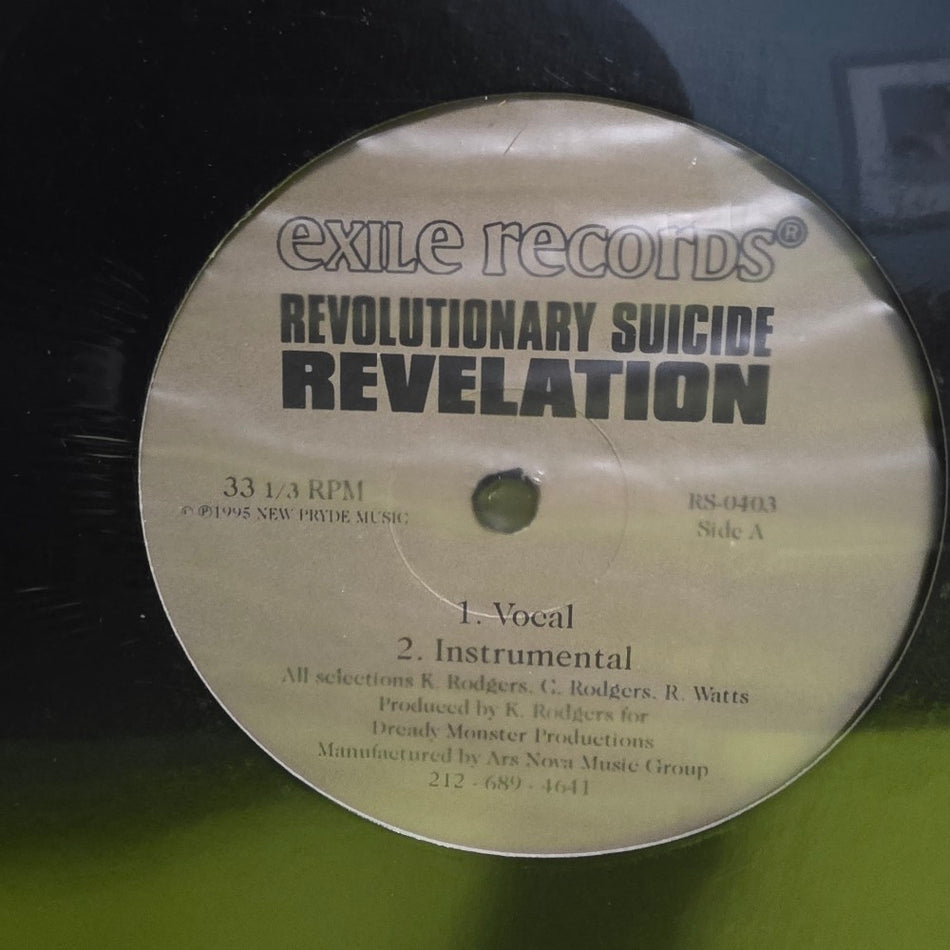 exile records®
REVOLUTIONARY SUICIDE
REVELATION
33 1/3 RPM
© ℗1995 NEW PRYDE MUSIC
RS-0403
Side A
1. Vocal
2. Instrumental
All selections K. Rodgers, G. Rodgers, R. Watts
Produced by K. Rodgers for
Dready Monster Productions
Manufactured by Ars Nova Music Group
212 - 689 - 4641